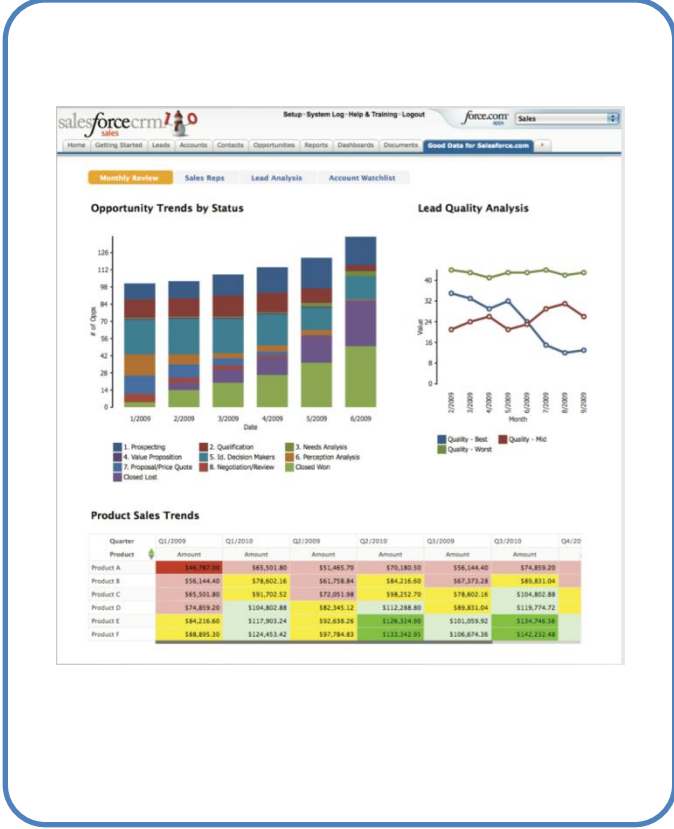 salesforcecrm
sales
Setup · System Log · Help & Training · Logout
force.com
apps
Sales
Home Getting Started Leads Accounts Contacts Opportunities Reports Dashboards Documents Good Data for Salesforce.com
Monthly Review Sales Reps Lead Analysis Account Watchlist
Opportunity Trends by Status
Lead Quality Analysis
126
112
98
84
70
56
42
28
14
0
# of Opps
1/2009 2/2009 3/2009 4/2009 5/2009 6/2009
Date
1. Prospecting 2. Qualification 3. Needs Analysis
4. Value Proposition 5. Id. Decision Makers 6. Perception Analysis
7. Proposal/Price Quote 8. Negotiation/Review Closed Won
Closed Lost
40
32
24
16
8
0
Value
2/2009 3/2009 4/2009 5/2009 6/2009 7/2009 8/2009 9/2009
Month
Quality - Best Quality - Mid
Quality - Worst
Product Sales Trends
Quarter Q1/2009 Q1/2010 Q2/2009 Q2/2010 Q3/2009 Q3/2010 Q4/20
Product Amount Amount Amount Amount Amount Amount
Product A $46,787.00 $65,501.80 $51,465.70 $70,180.50 $56,144.40 $74,859.20
Product B $56,144.40 $78,602.16 $61,758.84 $84,216.60 $67,373.28 $89,831.04
Product C $65,501.80 $91,702.52 $72,051.98 $98,252.70 $78,602.16 $104,802.88
Product D $74,859.20 $104,802.88 $82,345.12 $112,288.80 $89,831.04 $119,774.72
Product E $84,216.60 $117,903.24 $92,638.26 $126,324.90 $101,059.92 $134,746.56
Product F $88,895.30 $124,453.42 $97,784.83 $133,342.95 $106,674.36 $142,232.48